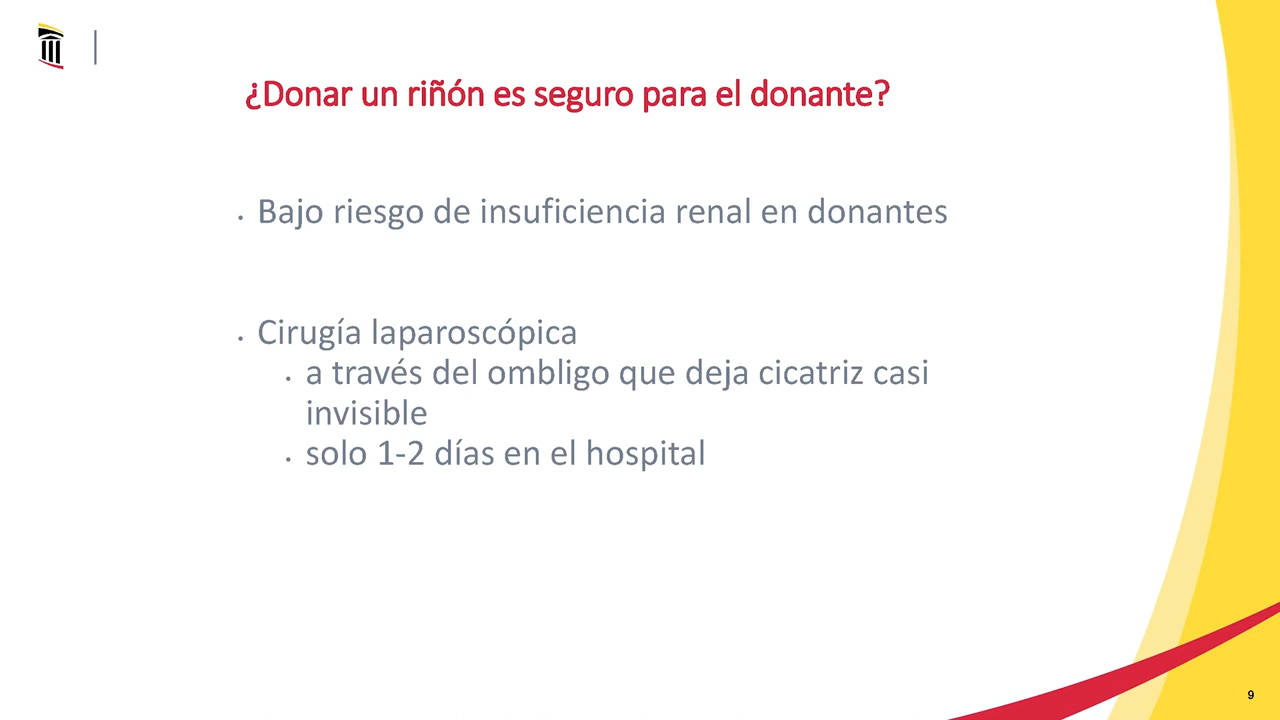 ¿Donar un riñón es seguro para el donante?
• Bajo riesgo de insuficiencia renal en donantes
• Cirugía laparoscópica
• a través del ombligo que deja cicatriz casi
invisible
• solo 1-2 días en el hospital
9